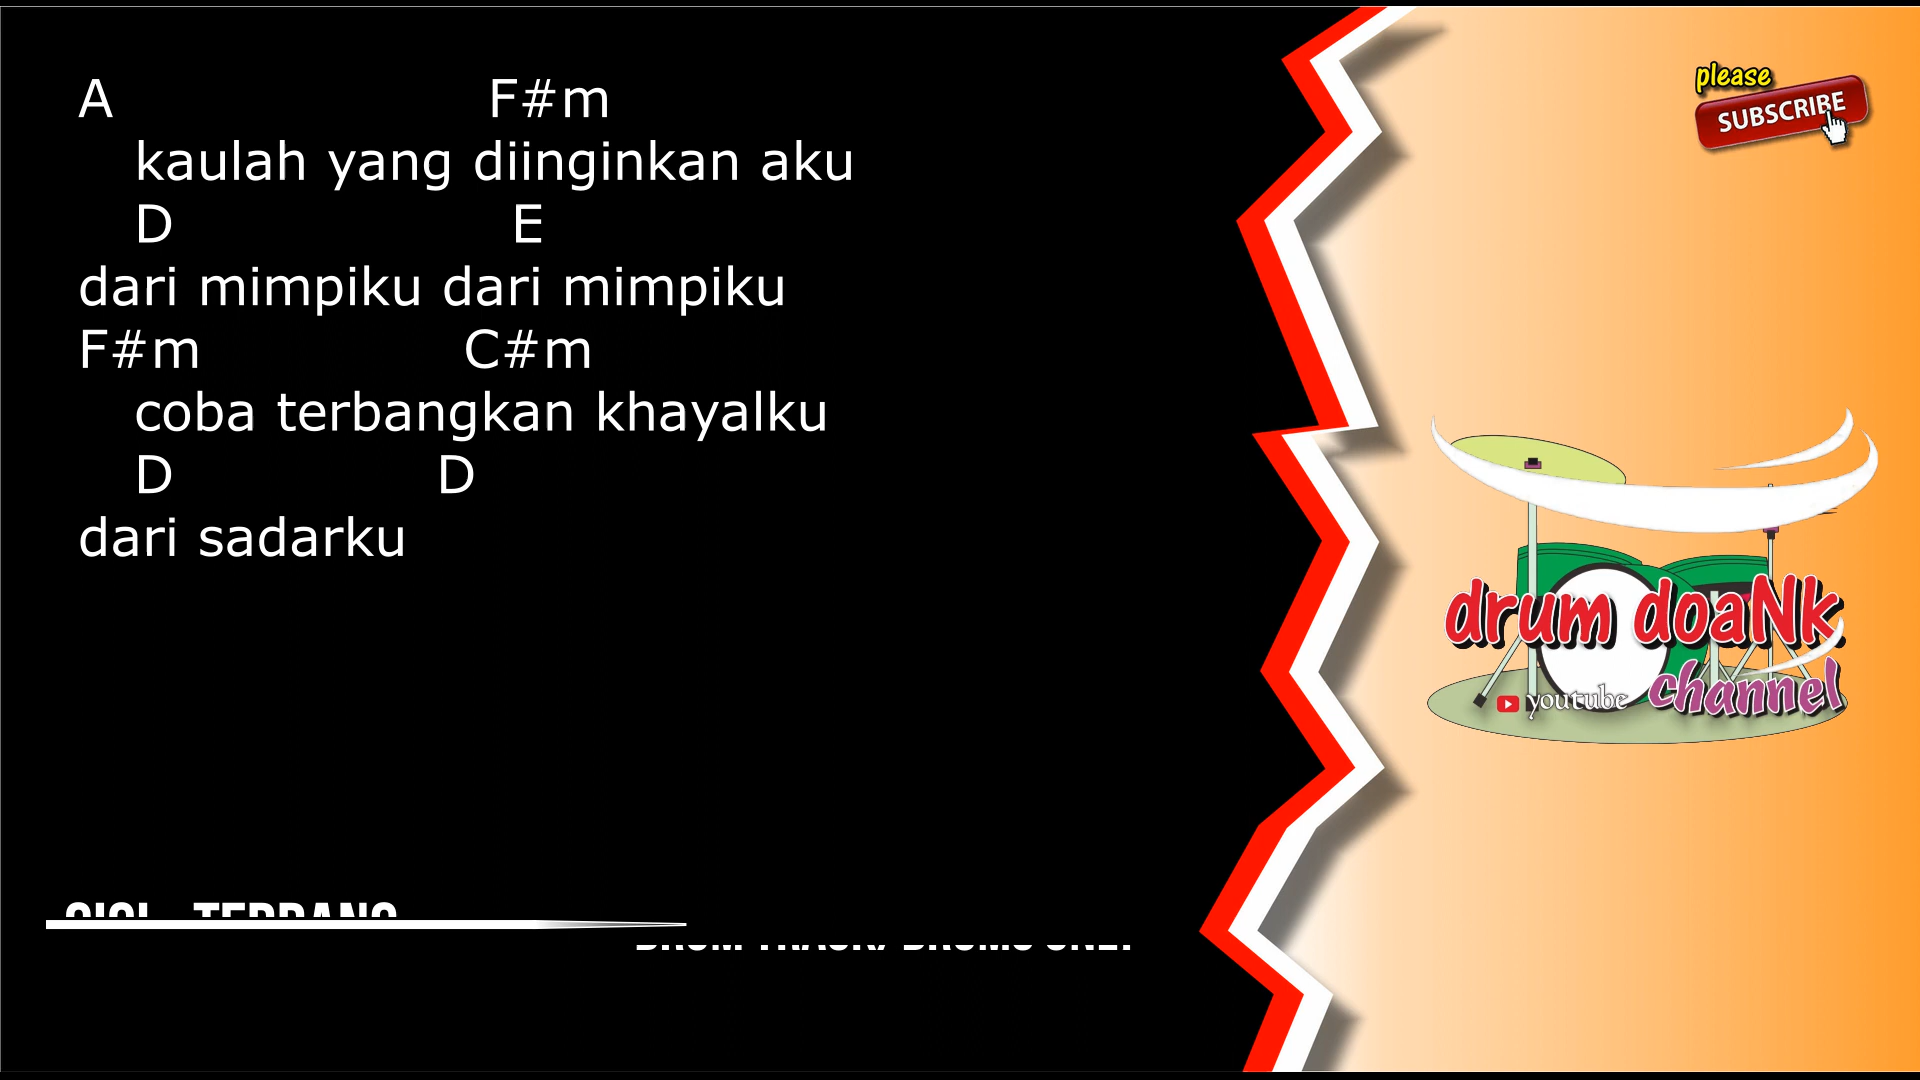 A F#m
kaulah yang diinginkan aku
D E
dari mimpiku dari mimpiku
F#m C#m
coba terbangkan khayalku
D D
dari sadarku
please
SUBSCRIBE
drum doaNk
youtube channel